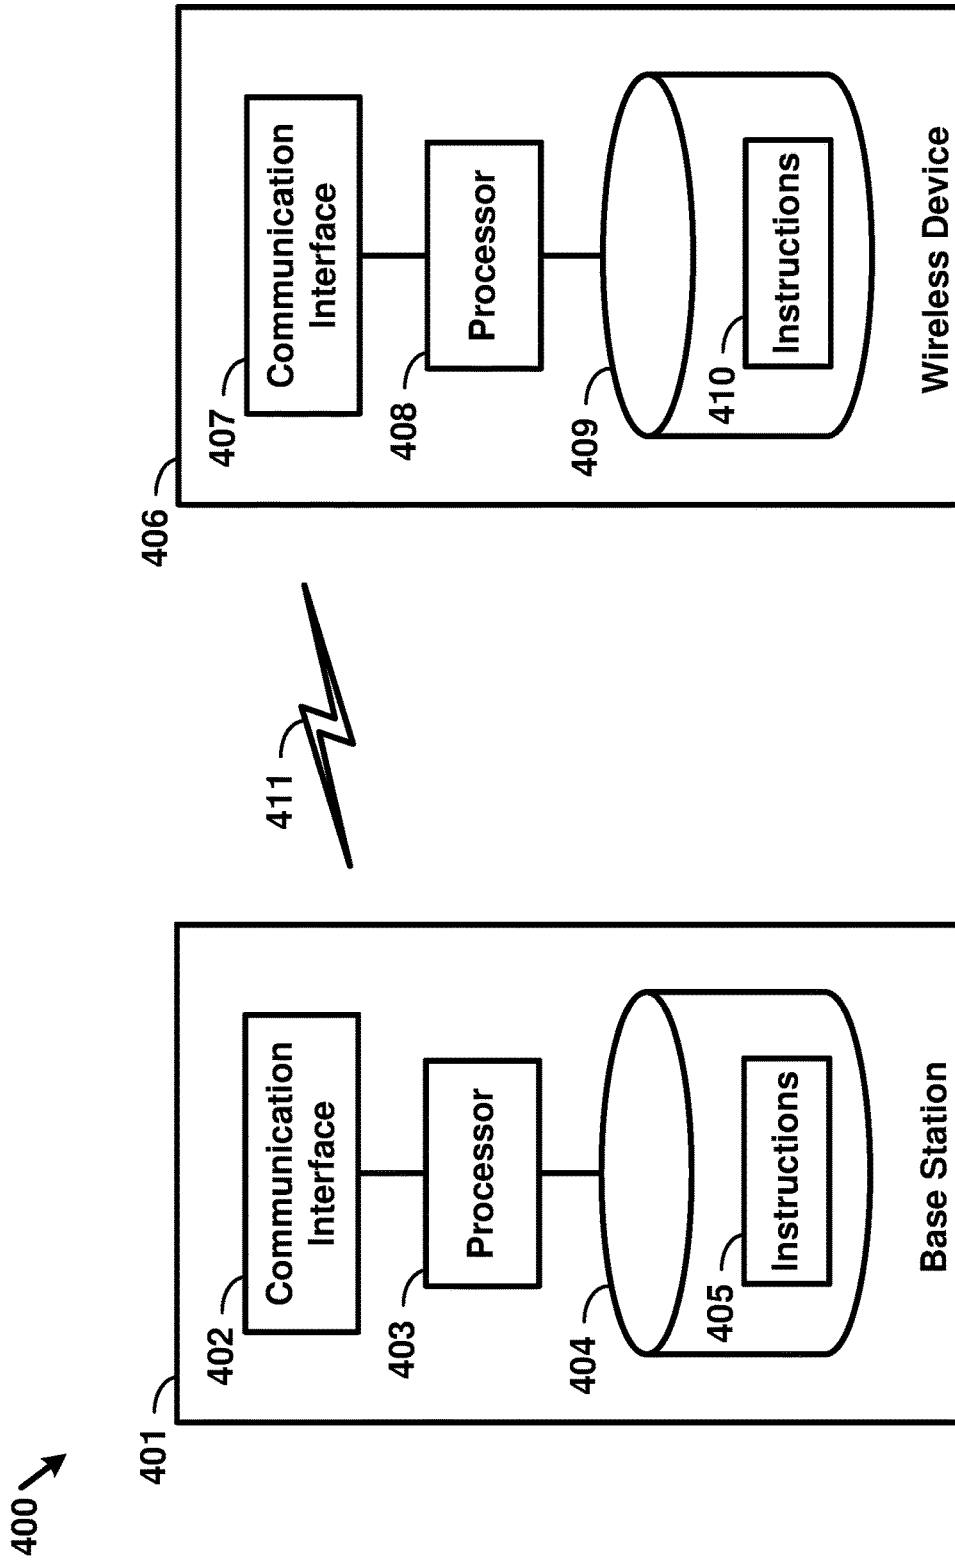 400
401
402
Communication
Interface
403
Processor
404
405
Instructions
Base Station
411
406
407
Communication
Interface
408
Processor
409
410
Instructions
Wireless Device